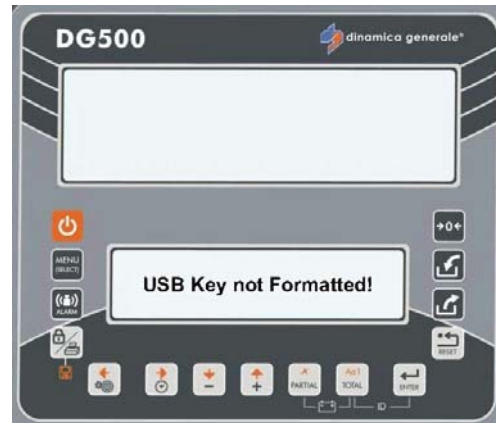 DG500
dinamica generale®
→0←
MENU
(SELECT)
USB Key not Formatted!
ALARM
RESET
PARTIAL
TOTAL
ENTER
ID